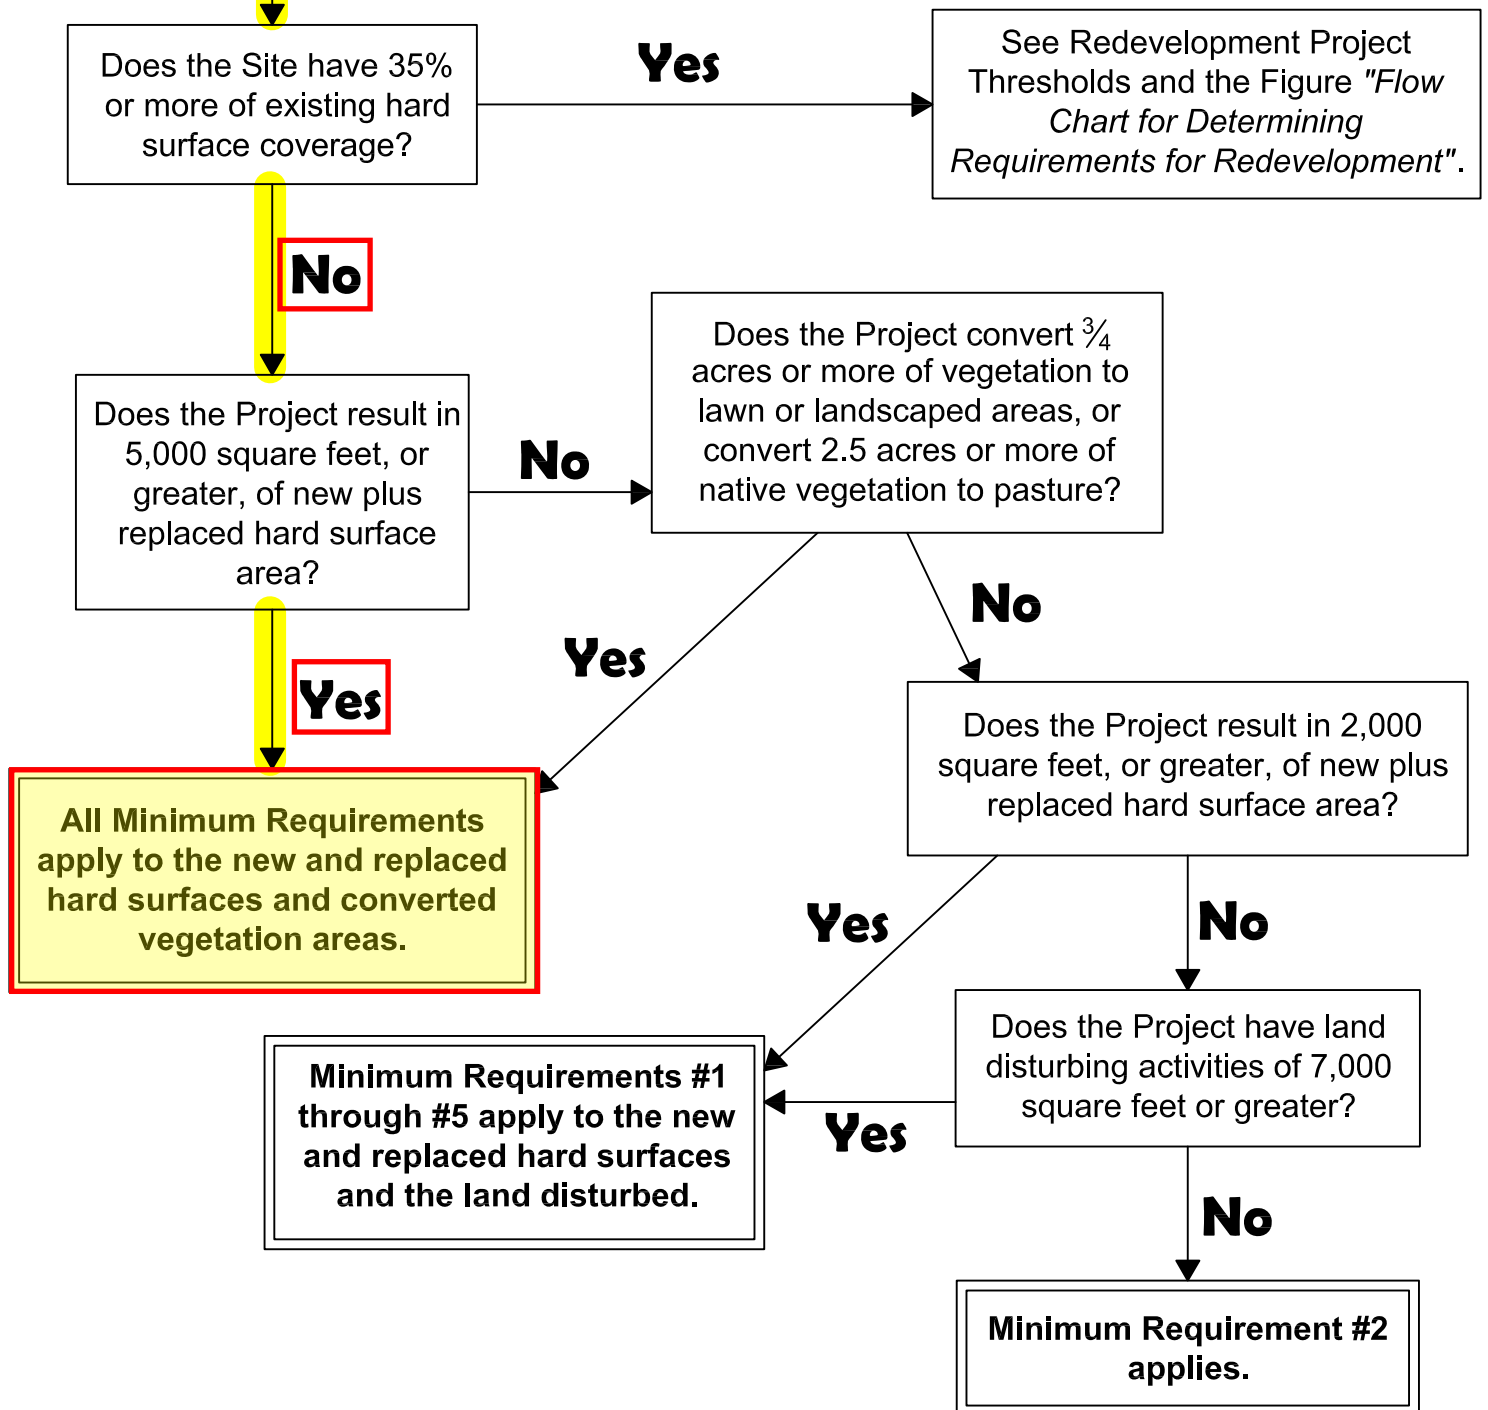 Does the Site have 35%
or more of existing hard
surface coverage?
Yes
See Redevelopment Project
Thresholds and the Figure "Flow
Chart for Determining
Requirements for Redevelopment".
No
Does the Project result in
5,000 square feet, or
greater, of new plus
replaced hard surface
area?
No
Does the Project convert ¾
acres or more of vegetation to
lawn or landscaped areas, or
convert 2.5 acres or more of
native vegetation to pasture?
Yes
Yes
No
All Minimum Requirements
apply to the new and replaced
hard surfaces and converted
vegetation areas.
Does the Project result in 2,000
square feet, or greater, of new plus
replaced hard surface area?
Yes
No
Minimum Requirements #1
through #5 apply to the new
and replaced hard surfaces
and the land disturbed.
Yes
Does the Project have land
disturbing activities of 7,000
square feet or greater?
No
Minimum Requirement #2
applies.